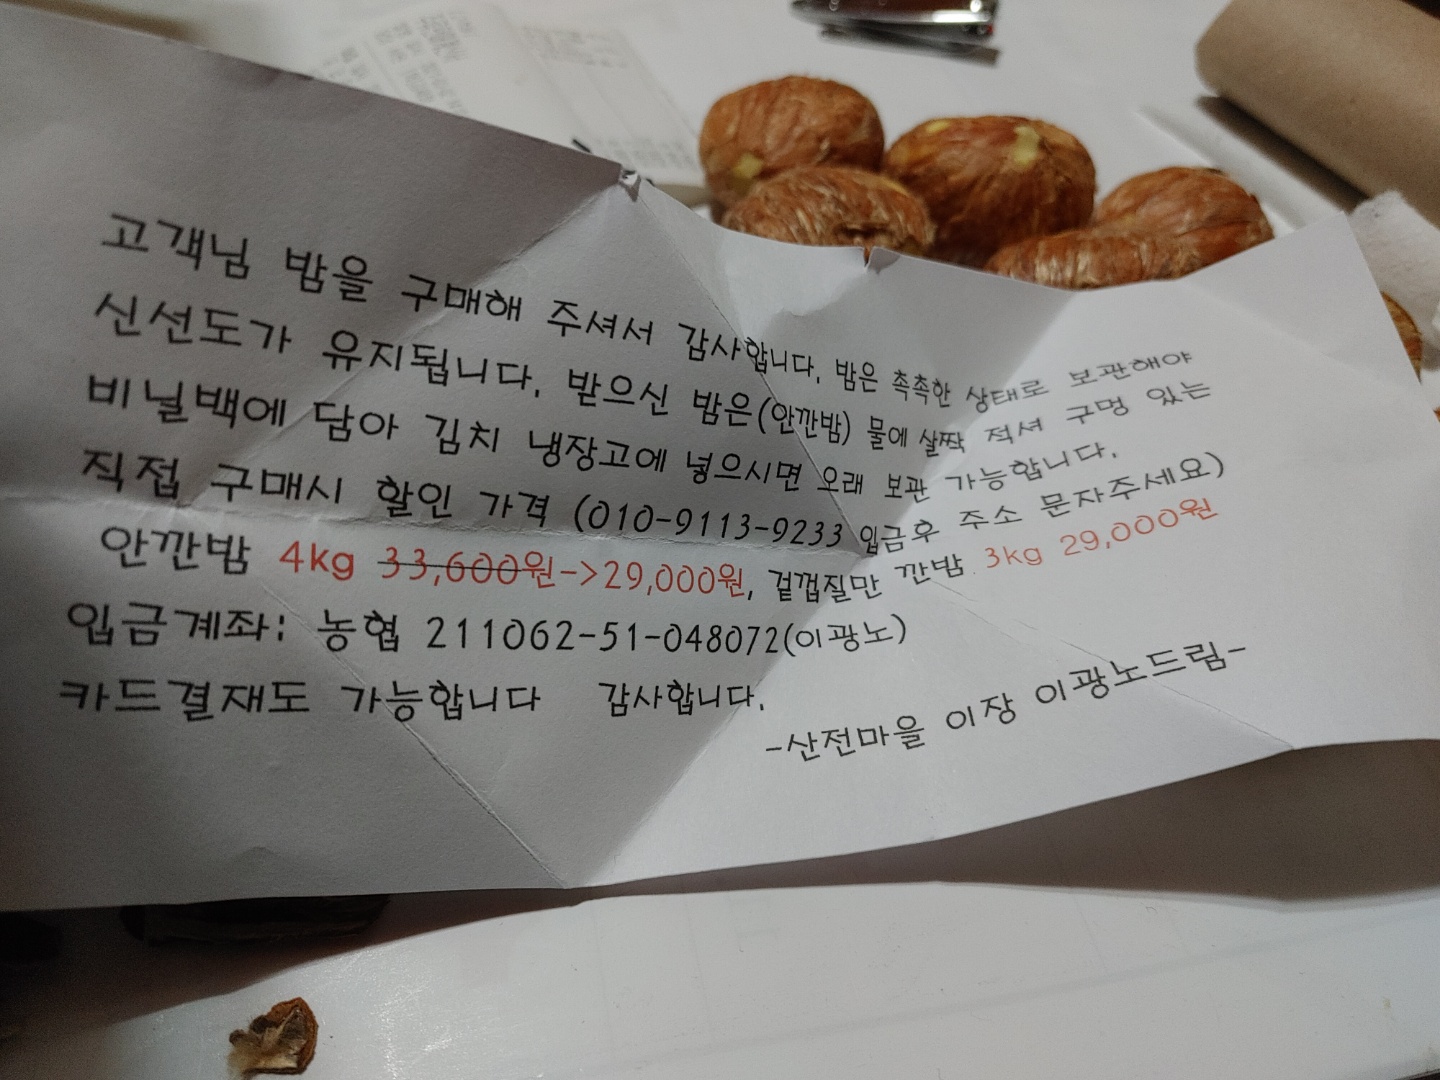 고객님 밤을 구매해 주셔서 감사합니다. 밤은 촉촉한 상태로 보관해야
신선도가 유지됩니다. 받으신 밤은(안깐밤) 물에 살짝 적셔 구멍 있는
비닐백에 담아 김치 냉장고에 넣으시면 오래 보관 가능합니다.
직접 구매시 할인 가격 (010-9113-9233 입금후 주소 문자주세요)
안깐밤 4kg 33,600원->29,000원, 겉껍질만 깐밤 3kg 29,000원
입금계좌: 농협 211062-51-048072(이광노)
카드결재도 가능합니다 감사합니다.
-산전마을 이장 이광노드림-